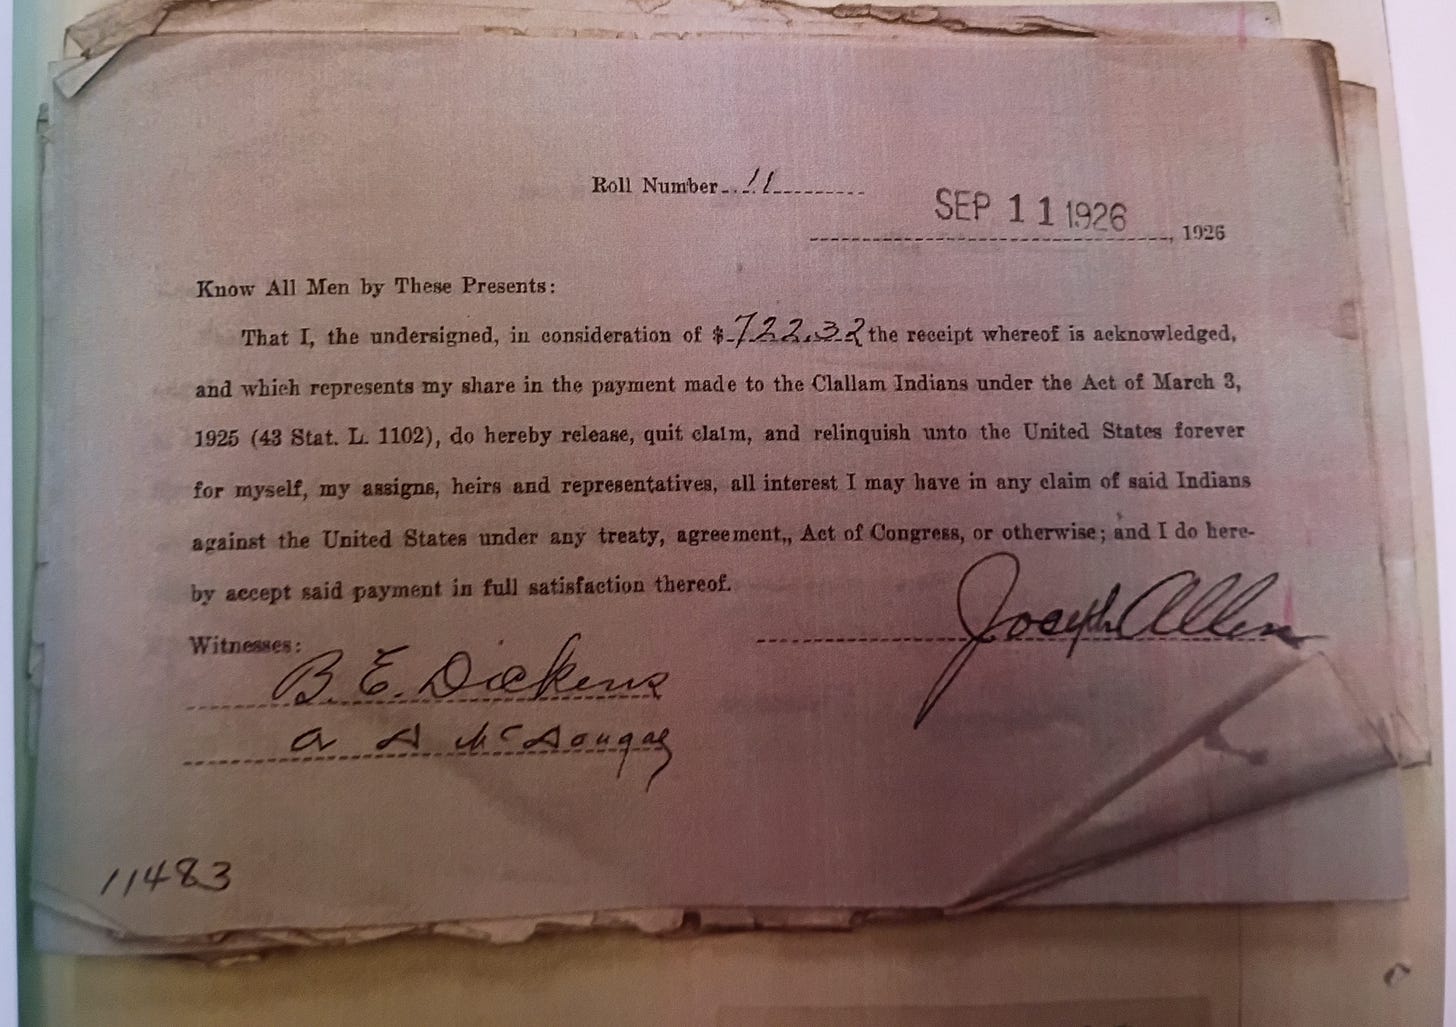 Roll Number 11
SEP 11 1926
, 1926
Know All Men by These Presents:
That I, the undersigned, in consideration of $ 722.32 the receipt whereof is acknowledged,
and which represents my share in the payment made to the Clallam Indians under the Act of March 3,
1925 (43 Stat. L. 1102), do hereby release, quit claim, and relinquish unto the United States forever
for myself, my assigns, heirs and representatives, all interest I may have in any claim of said Indians
against the United States under any treaty, agreement,, Act of Congress, or otherwise; and I do here-
by accept said payment in full satisfaction thereof.
Joseph Allen
Witnesses:
B. E. Dickens
a
11483